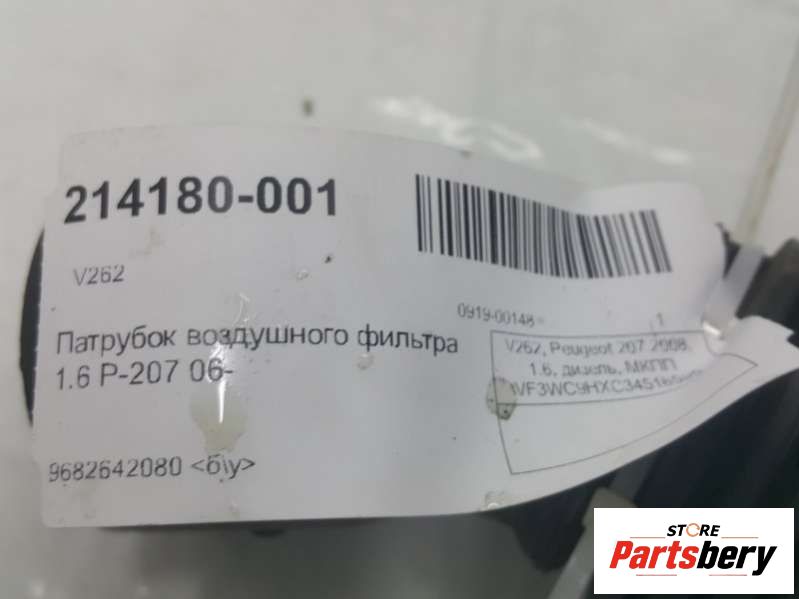 214180-001
V262
Патрубок воздушного фильтра
1.6 P-207 06-
9682642080 <б\у>
0919-00148 1
V262, Peugeot 207 2008,
1.6, дизель, МКПП
STORE
Partsbery